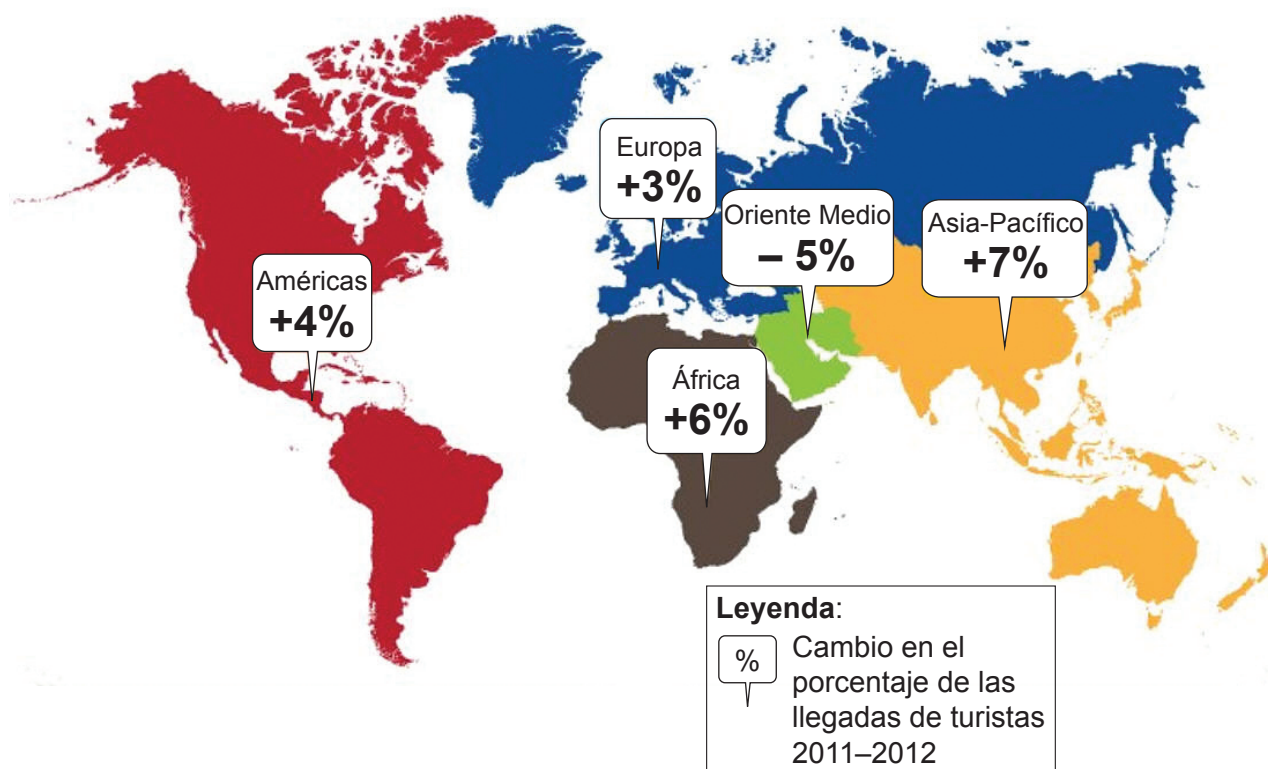 Europa
+3%
Oriente Medio
– 5%
Asia-Pacífico
+7%
Américas
+4%
África
+6%
Leyenda:
%
Cambio en el
porcentaje de las
llegadas de turistas
2011–2012